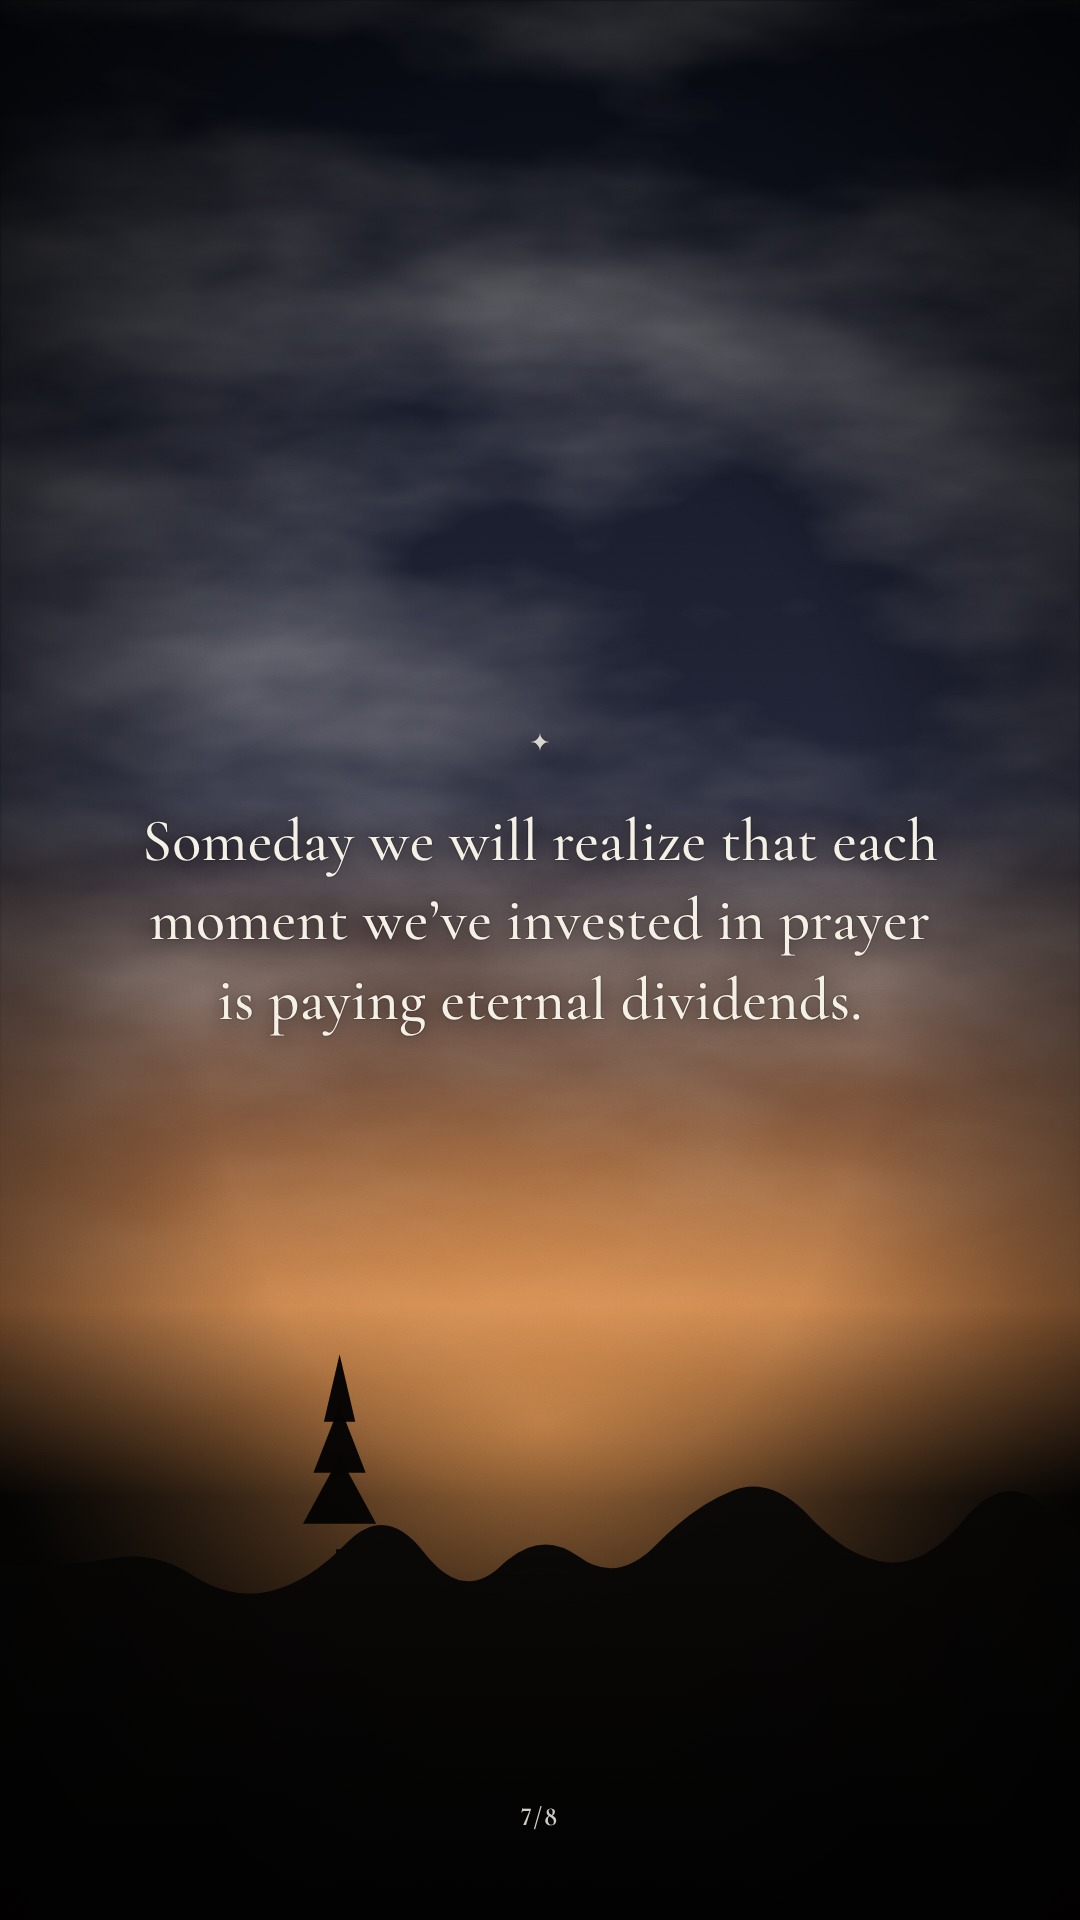 Someday we will realize that each
moment we’ve invested in prayer
is paying eternal dividends.
7/8